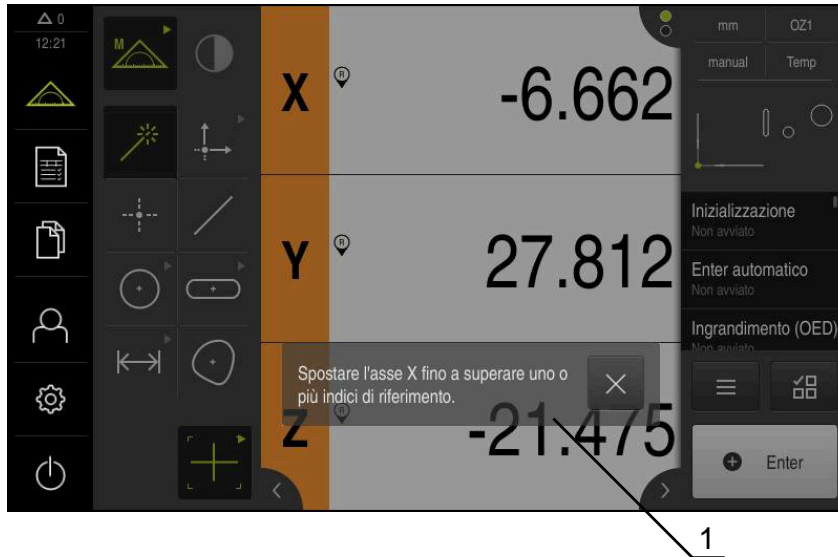 0
12:21
M
X
R
-6.662
Y
R
27.812
Z
R
-21.475
Spostare l'asse X fino a superare uno o
più indici di riferimento.
mm
OZ1
manual
Temp
Inizializzazione
Non avviato
Enter automatico
Non avviato
Ingrandimento (OED)
Non avviato
Enter
1